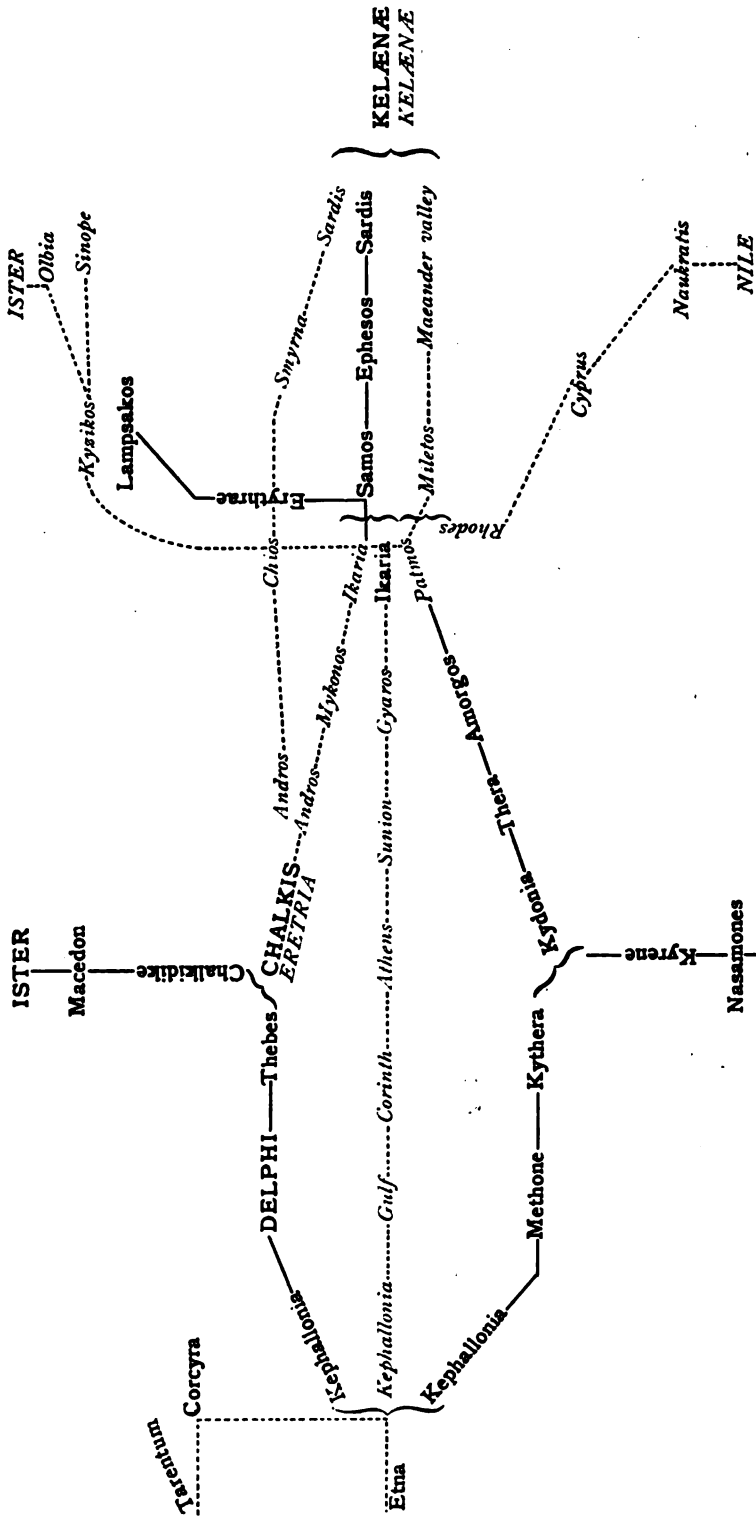 ISTER
Macedon
Chalkidike
ISTER
Olbia
Kyzikos
Sinope
Lampsakos
Erythrae
Tarentum
Corcyra
Etna
Kephallonia
DELPHI
Thebes
CHALKIS
ERETRIA
Andros
Chios
Smyrna
Sardis
Andros
Mykonos
Ikaria
Samos
Ephesos
Sardis
KELÆNÆ
KELÆNÆ
Kephallonia
Gulf
Corinth
Athens
Sunion
Gyaros
Ikaria
Patmos
Miletos
Maeander valley
Kephallonia
Methone
Kythera
Kydonia
Thera
Amorgos
Rhodes
Cyprus
Naukratis
NILE
Kyrene
Nasamones